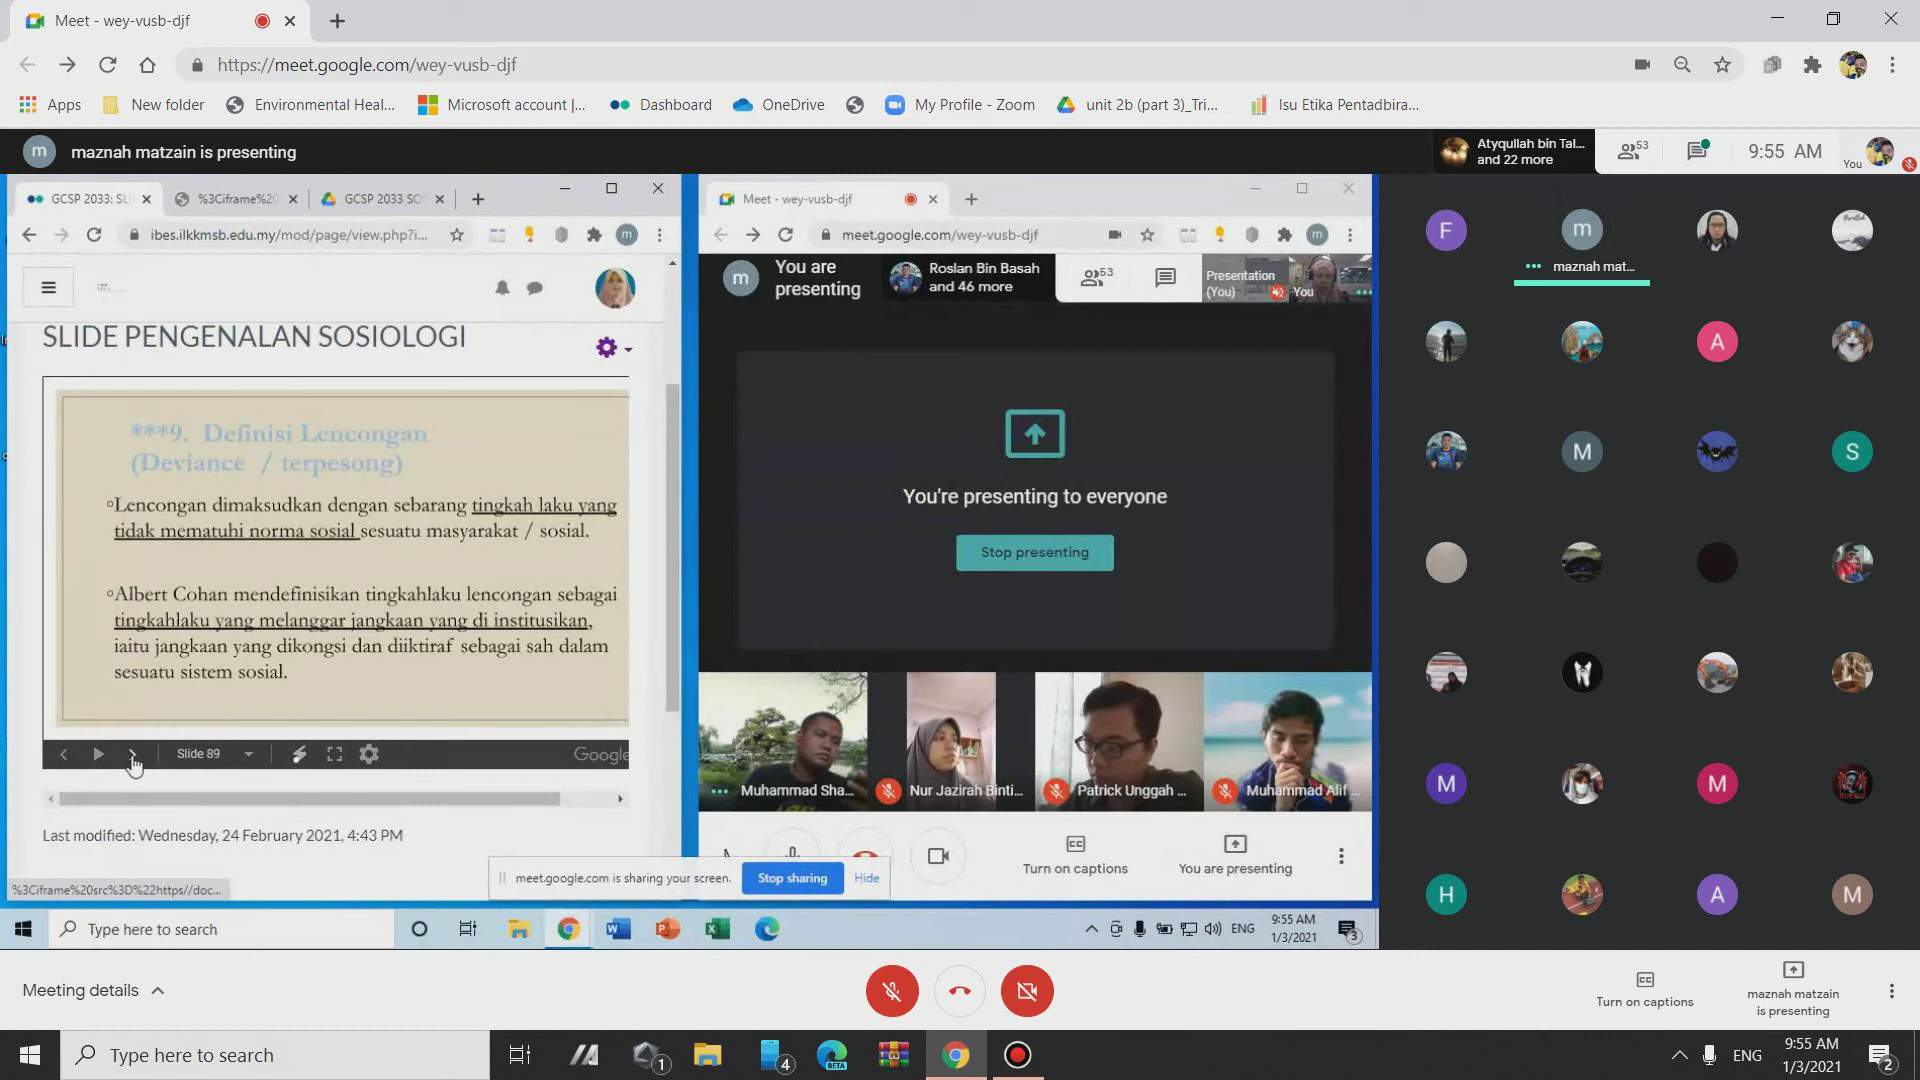 Meet - wey-vusb-djf
https://meet.google.com/wey-vusb-djf
Apps
New folder
Environmental Heal...
Microsoft account |...
Dashboard
OneDrive
My Profile - Zoom
unit 2b (part 3)_Tri...
Isu Etika Pentadbira...
m
maznah matzain is presenting
Atyqullah bin Tal...
and 22 more
53
9:55 AM
You
GCSP 2033: SL
%3Ciframe%20
GCSP 2033 SO
ibes.ilkkmsb.edu.my/mod/page/view.php?i...
m
SLIDE PENGENALAN SOSIOLOGI
***9. Definisi Lencongan
(Deviance / terpesong)
Lencongan dimaksudkan dengan sebarang tingkah laku yang
tidak mematuhi norma sosial sesuatu masyarakat / sosial.
Albert Cohan mendefinisikan tingkahlaku lencongan sebagai
tingkahlaku yang melanggar jangkaan yang di institusikan,
iaitu jangkaan yang dikongsi dan diiktiraf sebagai sah dalam
sesuatu sistem sosial.
Slide 89
Google
Last modified: Wednesday, 24 February 2021, 4:43 PM
%3Ciframe%20src%3D%22https//doc...
Meet - wey-vusb-djf
meet.google.com/wey-vusb-djf
m
m
You are
presenting
Roslan Bin Basah
and 46 more
53
Presentation
(You)
You
You're presenting to everyone
Stop presenting
Muhammad Sha...
Nur Jazirah Binti...
Patrick Unggah ...
Muhammad Alif ...
Turn on captions
You are presenting
meet.google.com is sharing your screen.
Stop sharing
Hide
Type here to search
ENG
9:55 AM
1/3/2021
3
F
m
maznah mat...
A
M
S
M
M
H
A
M
Meeting details
Turn on captions
maznah matzain
is presenting
Type here to search
1
4
BETA
ENG
9:55 AM
1/3/2021
2